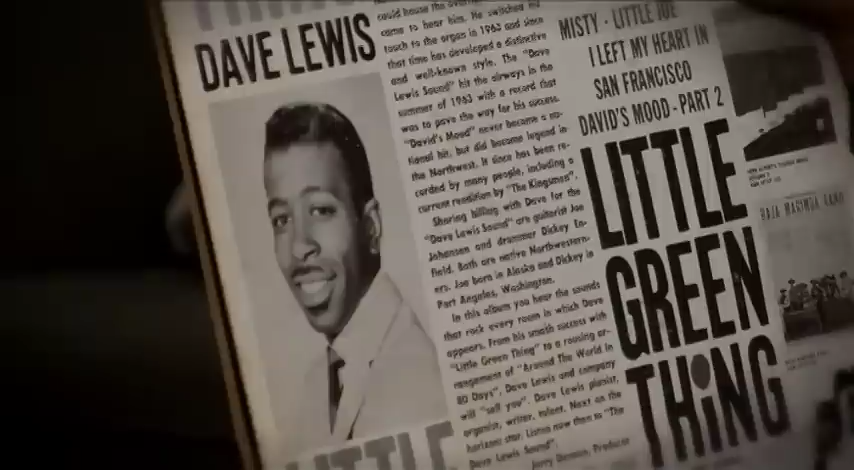 DAVE LEWIS
could house the
came to hear him. He switched his
touch to the organ in 1963 and since
that time has developed a distinctive
and well-known style. The "Dave
Lewis Sound" hit the airways in the
summer of 1963 with a record that
was to pave the way for his success.
"David's Mood" never became a na-
tional hit, but did become legend in
the Northwest. It since has been re-
corded by many people, including a
current rendition by "The Kingsmen".
Sharing billing with Dave for the
"Dave Lewis Sound" are guitarist Joe
Johansen and drummer Dickey En-
field. Both are native Northwestern-
ers. Joe born in Alaska and Dickey in
Port Angeles, Washington.
In this album you hear the sounds
that rock every room in which Dave
appears. From his smash success with
"Little Green Thing" to a rousing ar-
rangement of "Around The World In
80 Days", Dave Lewis and company
will "sell you". Dave Lewis pianist,
organist, writer, talent. Next on the
horizon: star. Listen now then to "The
Dave Lewis Sound".
Jerry Dennon, Producer
MISTY - LITTLE JOE
I LEFT MY HEART IN
SAN FRANCISCO
DAVID'S MOOD - PART 2
LITTLE
GREEN
THiNG
LITTLE